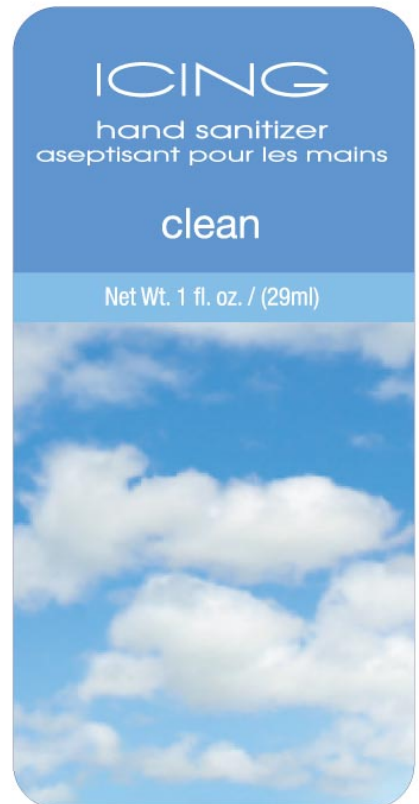 ICING
hand sanitizer
aseptisant pour les mains
clean
Net Wt. 1 fl. oz. / (29ml)